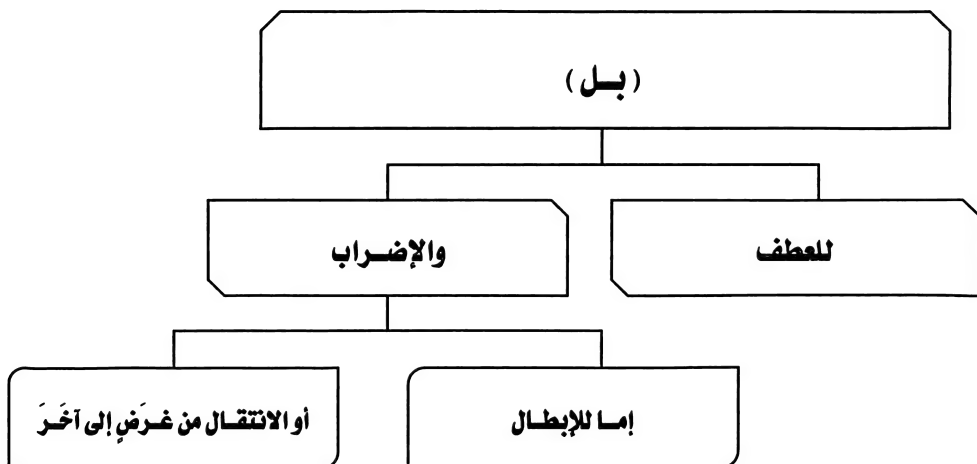 (بـل)
للعطف
والإضـراب
إمـا للإبطـال
أو الانتقـال من غـرَضٍ إلى آخَـرَ